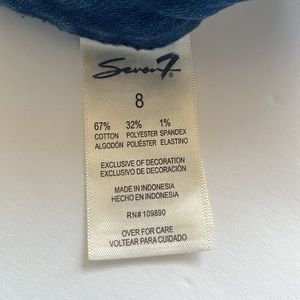 Seven7®
8
67% 32% 1%
COTTON POLYESTER SPANDEX
ALGODÓN POLIÉSTER ELASTINO
EXCLUSIVE OF DECORATION
EXCLUSIVO DE DECORACIÓN
MADE IN INDONESIA
HECHO EN INDONESIA
RN# 109890
OVER FOR CARE
VOLTEAR PARA CUIDADO